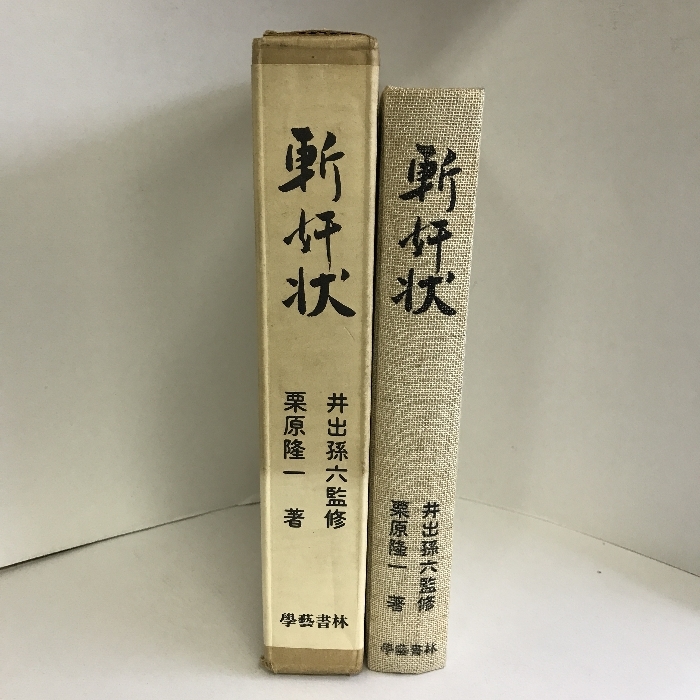 斬奸状
井出孫六監修
栗原隆一 著
學藝書林
斬奸状
井出孫六監修
栗原隆一 著
學藝書林